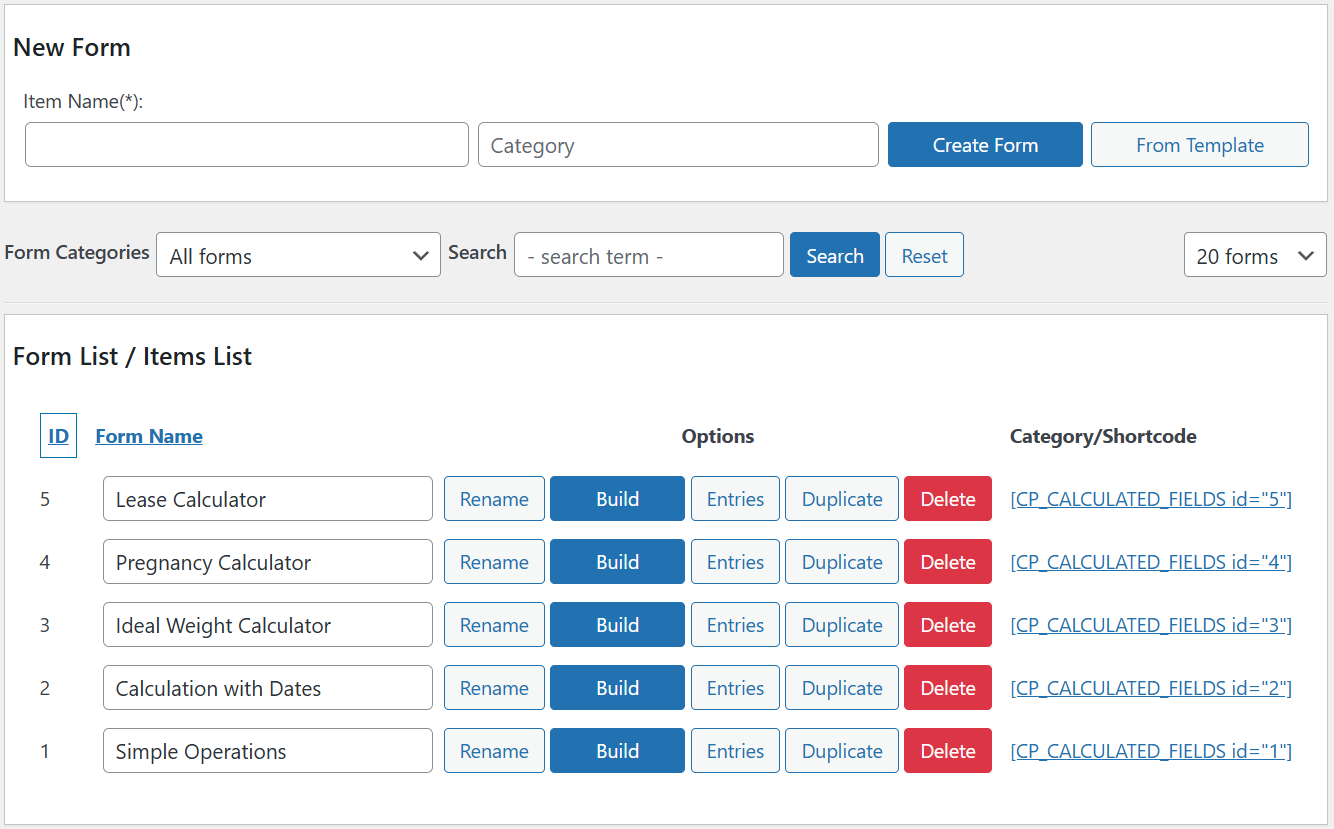 New Form
Item Name(*):
Category Create Form From Template
Form Categories All forms Search - search term - Search Reset 20 forms
Form List / Items List
ID Form Name Options Category/Shortcode
5 Lease Calculator Rename Build Entries Duplicate Delete [CP_CALCULATED_FIELDS id="5"]
4 Pregnancy Calculator Rename Build Entries Duplicate Delete [CP_CALCULATED_FIELDS id="4"]
3 Ideal Weight Calculator Rename Build Entries Duplicate Delete [CP_CALCULATED_FIELDS id="3"]
2 Calculation with Dates Rename Build Entries Duplicate Delete [CP_CALCULATED_FIELDS id="2"]
1 Simple Operations Rename Build Entries Duplicate Delete [CP_CALCULATED_FIELDS id="1"]